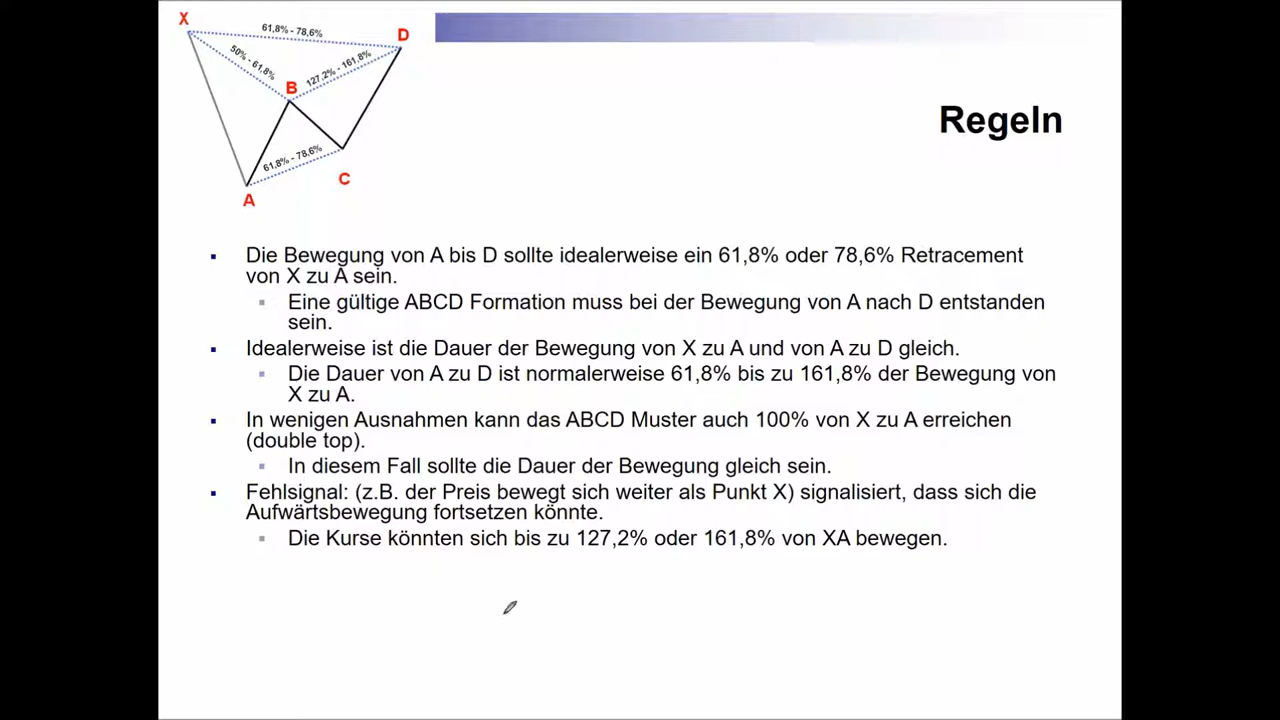 X
61,8% - 78,6%
D
50% - 61,8%
127,2% - 161,8%
B
61,8% - 78,6%
C
A
Regeln
Die Bewegung von A bis D sollte idealerweise ein 61,8% oder 78,6% Retracement
von X zu A sein.
Eine gültige ABCD Formation muss bei der Bewegung von A nach D entstanden
sein.
Idealerweise ist die Dauer der Bewegung von X zu A und von A zu D gleich.
Die Dauer von A zu D ist normalerweise 61,8% bis zu 161,8% der Bewegung von
X zu A.
In wenigen Ausnahmen kann das ABCD Muster auch 100% von X zu A erreichen
(double top).
In diesem Fall sollte die Dauer der Bewegung gleich sein.
Fehlsignal: (z.B. der Preis bewegt sich weiter als Punkt X) signalisiert, dass sich die
Aufwärtsbewegung fortsetzen könnte.
Die Kurse könnten sich bis zu 127,2% oder 161,8% von XA bewegen.